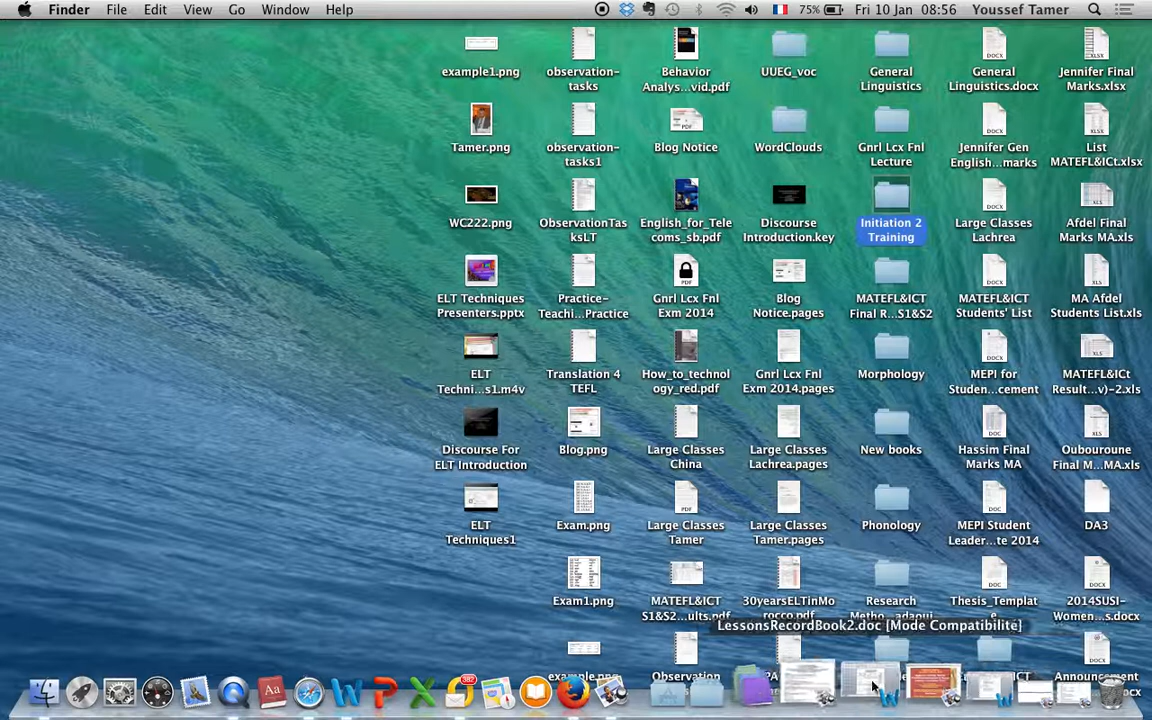 Finder File Edit View Go Window Help 75% Fri 10 Jan 08:56 Youssef Tamer
example1.png
observation-
tasks
Behavior
Analys...vid.pdf
UUEG_voc
General
Linguistics
General
Linguistics.docx
Jennifer Final
Marks.xlsx
Tamer.png
observation-
tasks1
Blog Notice
WordClouds
Gnrl Lcx Fnl
Lecture
Jennifer Gen
English...marks
List
MATEFL&ICt.xlsx
WC222.png
ObservationTas
ksLT
English_for_Tele
coms_sb.pdf
Discourse
Introduction.key
Initiation 2
Training
Large Classes
Lachrea
Afdel Final
Marks MA.xls
ELT Techniques
Presenters.pptx
Practice-
Teachi...Practice
Gnrl Lcx Fnl
Exm 2014
Blog
Notice.pages
MATEFL&ICT
Final R...S1&S2
MATEFL&ICT
Students' List
MA Afdel
Students List.xls
ELT
Techni...s1.m4v
Translation 4
TEFL
How_to_technol
ogy_red.pdf
Gnrl Lcx Fnl
Exm 2014.pages
Morphology
MEPI for
Studen...cement
MATEFL&ICt
Result...v)-2.xls
Discourse For
ELT Introduction
Blog.png
Large Classes
China
Large Classes
Lachrea.pages
New books
Hassim Final
Marks MA
Oubouroune
Final M...MA.xls
ELT
Techniques1
Exam.png
Large Classes
Tamer
Large Classes
Tamer.pages
Phonology
MEPI Student
Leader...te 2014
DA3
Exam1.png
MATEFL&ICT
S1&S2...ults.pdf
30yearsELTinMo
rocco.pdf
Research
Thesis_Templat
e
2014SUSI-
Women...s.docx
LessonsRecordBook2.doc [Mode Compatibilité]
example.png
Observation
Announcement
382